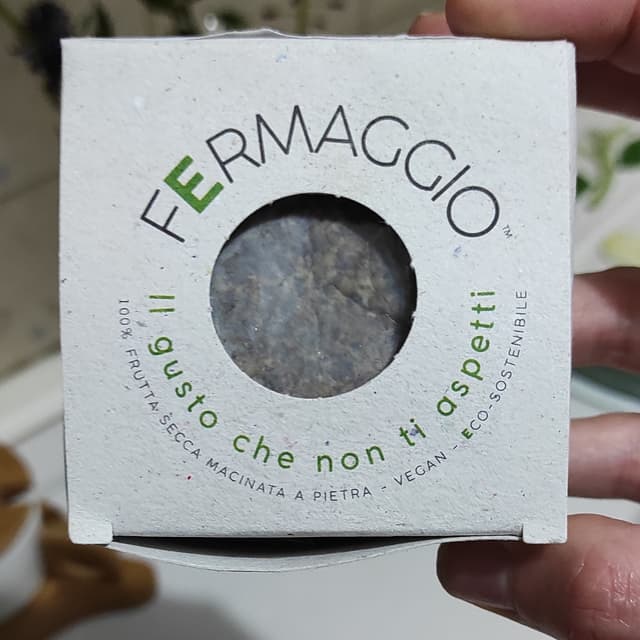 FERMAGGIO™
Il gusto che non ti aspetti
100% FRUTTA SECCA MACINATA A PIETRA - VEGAN - ECO-SOSTENIBILE